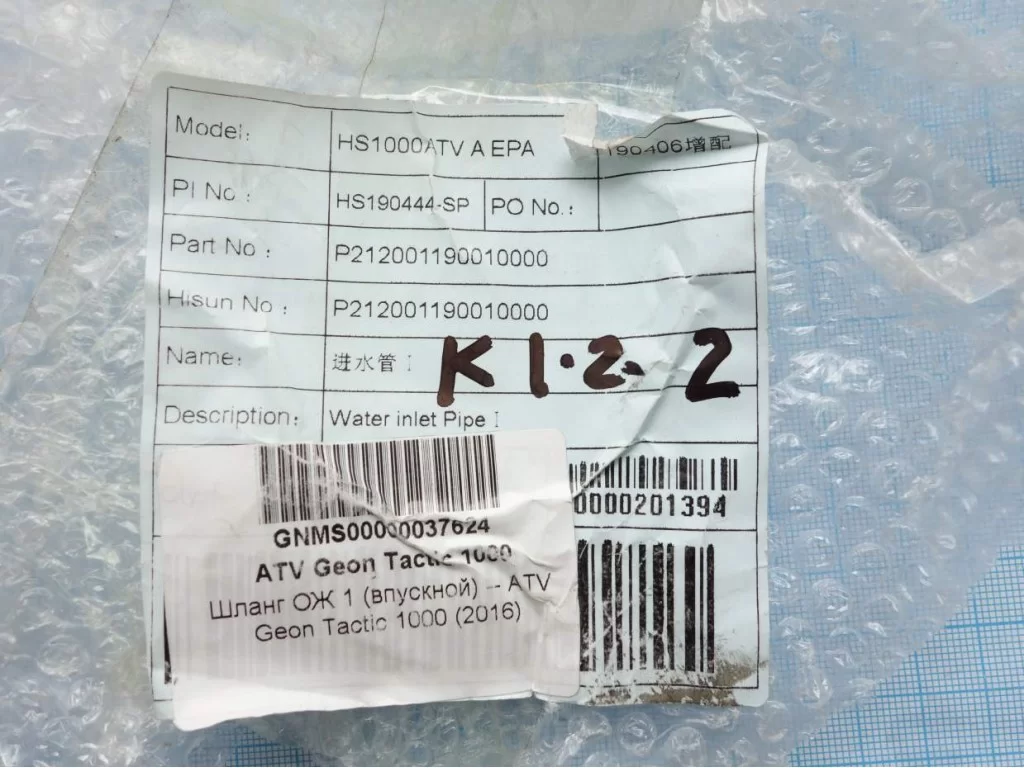 Model: HS1000ATV A EPA 190406增配
PI No : HS190444-SP PO No.:
Part No : P212001190010000
Hisun No : P212001190010000
Name: 进水管 I
K 1.2.2
Description: Water inlet Pipe I
0000201394
GNMS00000037624
ATV Geon Tactic 1000
Шланг ОЖ 1 (впускной) -- ATV
Geon Tactic 1000 (2016)